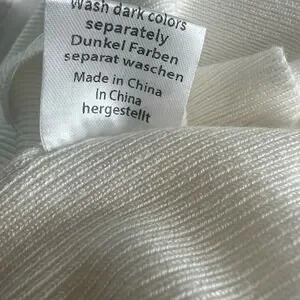 Wash dark colors
separately
Dunkel Farben
separat waschen
Made in China
In China
hergestellt